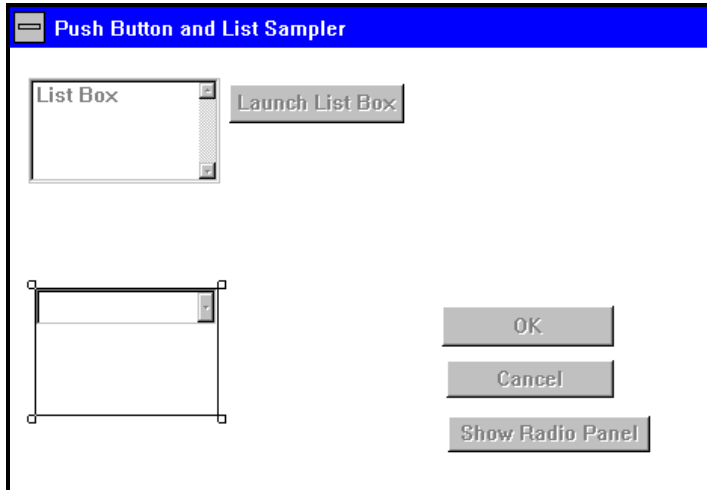 Push Button and List Sampler
List Box
Launch List Box
OK
Cancel
Show Radio Panel